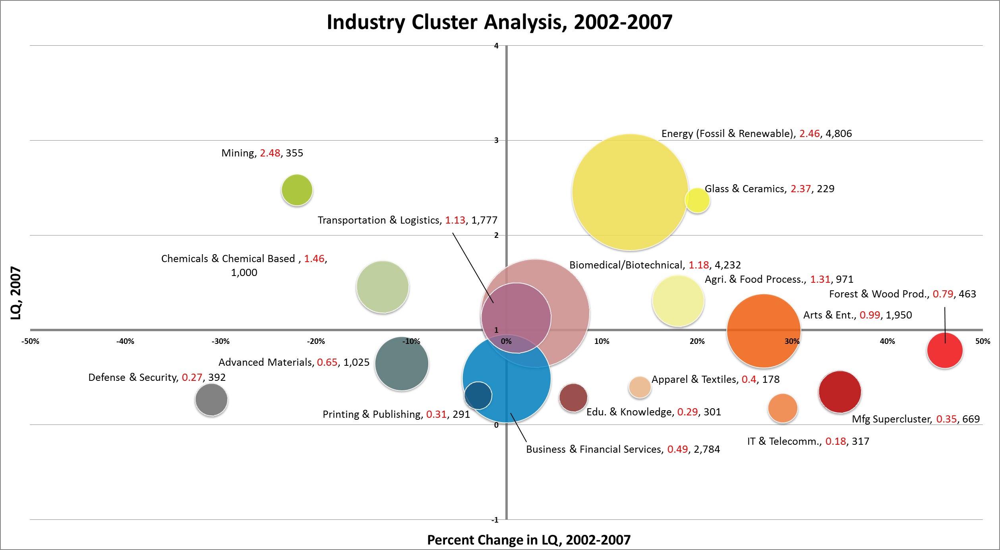 Industry Cluster Analysis, 2002-2007
4
Energy (Fossil & Renewable), 2.46, 4,806
3
Mining, 2.48, 355
Glass & Ceramics, 2.37, 229
Transportation & Logistics, 1.13, 1,777
2
Chemicals & Chemical Based , 1.46,
1,000
Biomedical/Biotechnical, 1.18, 4,232
Agri. & Food Process., 1.31, 971
Forest & Wood Prod., 0.79, 463
LQ, 2007
Arts & Ent., 0.99, 1,950
1
-50% -40% -30% -20% -10% 0% 10% 20% 30% 40% 50%
Advanced Materials, 0.65, 1,025
Defense & Security, 0.27, 392
Apparel & Textiles, 0.4, 178
Printing & Publishing, 0.31, 291
Edu. & Knowledge, 0.29, 301
Mfg Supercluster, 0.35, 669
0
IT & Telecomm., 0.18, 317
Business & Financial Services, 0.49, 2,784
-1
Percent Change in LQ, 2002-2007